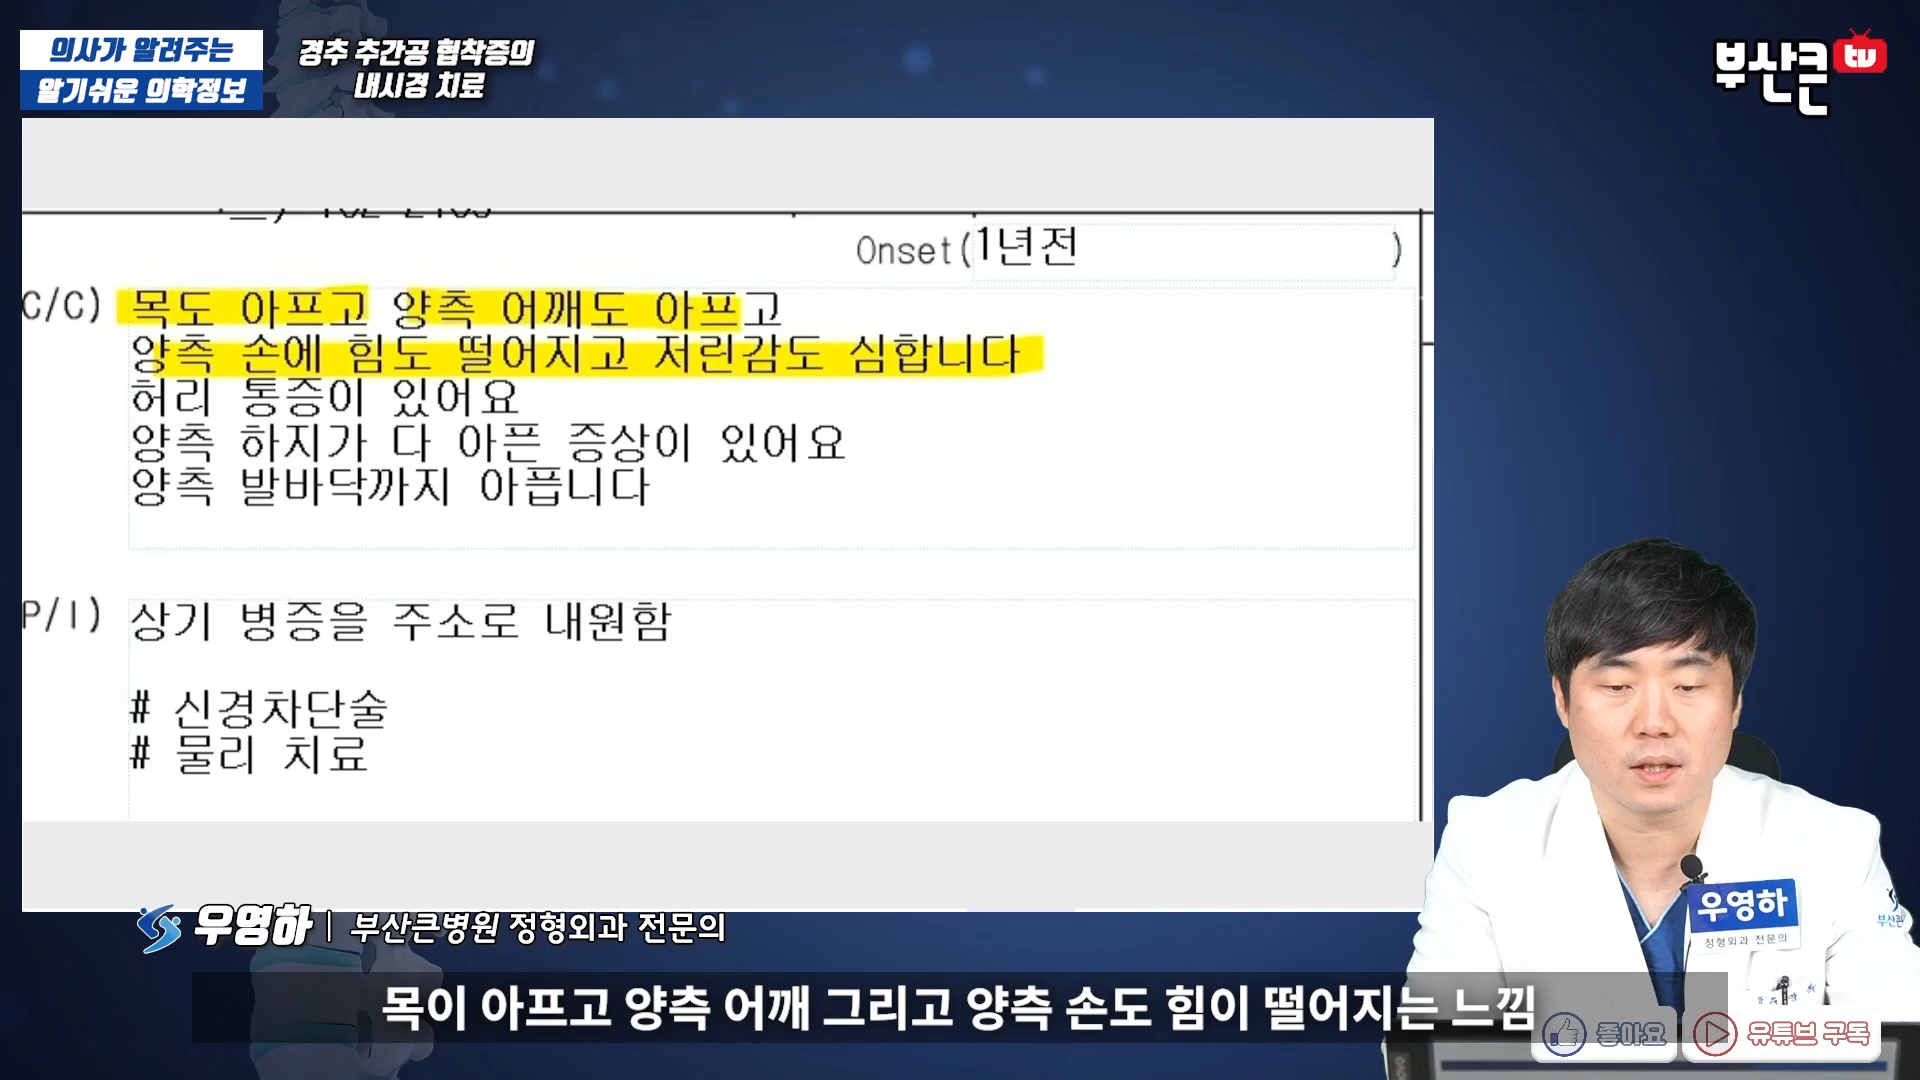 의사가 알려주는
알기쉬운 의학정보
경추 추간공 협착증의
내시경 치료
부산큰 tv
Onset(1년전 )
C/C) 목도 아프고 양측 어깨도 아프고
양측 손에 힘도 떨어지고 저린감도 심합니다
허리 통증이 있어요
양측 하지가 다 아픈 증상이 있어요
양측 발바닥까지 아픕니다
P/I) 상기 병증을 주소로 내원함
# 신경차단술
# 물리 치료
우영하
정형외과 전문의
부산큰
우영하 | 부산큰병원 정형외과 전문의
목이 아프고 양측 어깨 그리고 양측 손도 힘이 떨어지는 느낌
좋아요
유튜브 구독